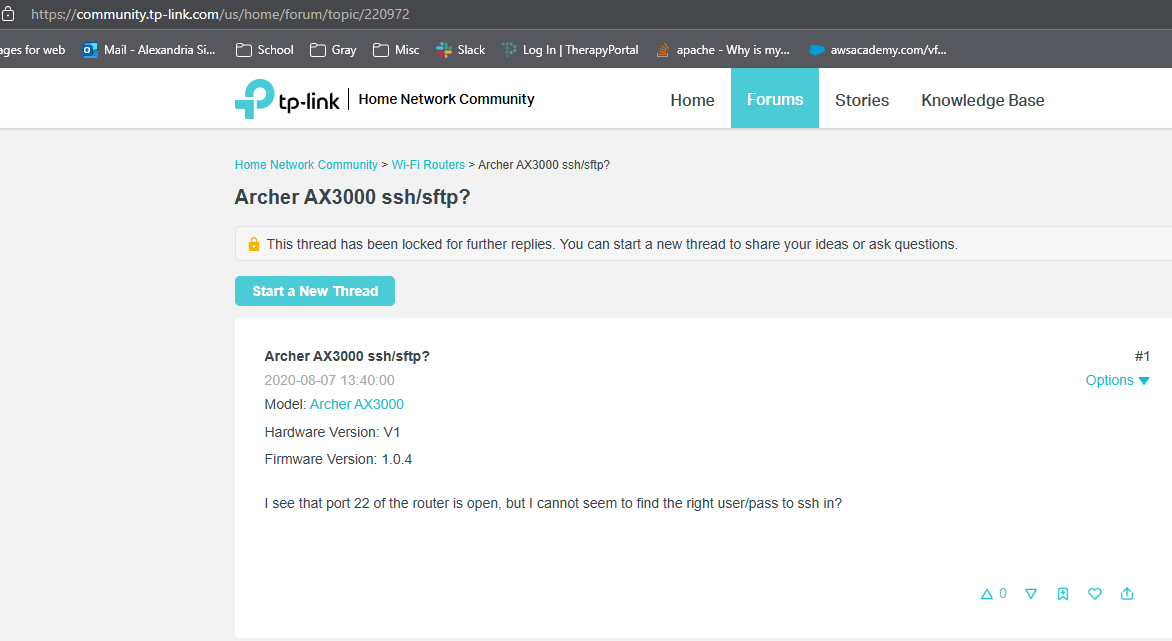 https://community.tp-link.com/us/home/forum/topic/220972
ages for web Mail - Alexandria Si... School Gray Misc Slack Log In | TherapyPortal apache - Why is my... awsacademy.com/vf...
tp-link | Home Network Community Home Forums Stories Knowledge Base
Home Network Community > Wi-Fi Routers > Archer AX3000 ssh/sftp?
Archer AX3000 ssh/sftp?
This thread has been locked for further replies. You can start a new thread to share your ideas or ask questions.
Start a New Thread
Archer AX3000 ssh/sftp? #1
2020-08-07 13:40:00 Options
Model: Archer AX3000
Hardware Version: V1
Firmware Version: 1.0.4
I see that port 22 of the router is open, but I cannot seem to find the right user/pass to ssh in?
0